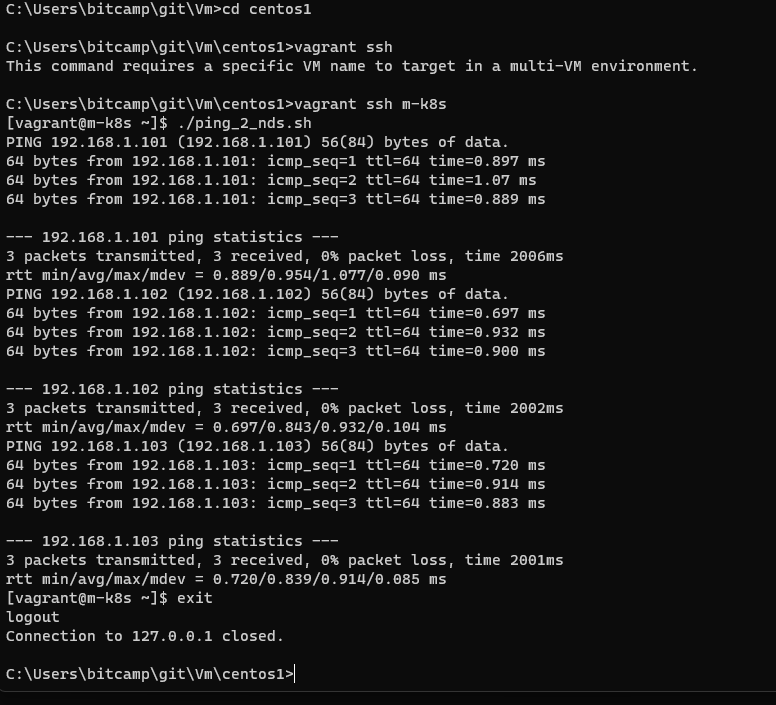 C:\Users\bitcamp\git\Vm>cd centos1
C:\Users\bitcamp\git\Vm\centos1>vagrant ssh
This command requires a specific VM name to target in a multi-VM environment.
C:\Users\bitcamp\git\Vm\centos1>vagrant ssh m-k8s
[vagrant@m-k8s ~]$ ./ping_2_nds.sh
PING 192.168.1.101 (192.168.1.101) 56(84) bytes of data.
64 bytes from 192.168.1.101: icmp_seq=1 ttl=64 time=0.897 ms
64 bytes from 192.168.1.101: icmp_seq=2 ttl=64 time=1.07 ms
64 bytes from 192.168.1.101: icmp_seq=3 ttl=64 time=0.889 ms
--- 192.168.1.101 ping statistics ---
3 packets transmitted, 3 received, 0% packet loss, time 2006ms
rtt min/avg/max/mdev = 0.889/0.954/1.077/0.090 ms
PING 192.168.1.102 (192.168.1.102) 56(84) bytes of data.
64 bytes from 192.168.1.102: icmp_seq=1 ttl=64 time=0.697 ms
64 bytes from 192.168.1.102: icmp_seq=2 ttl=64 time=0.932 ms
64 bytes from 192.168.1.102: icmp_seq=3 ttl=64 time=0.900 ms
--- 192.168.1.102 ping statistics ---
3 packets transmitted, 3 received, 0% packet loss, time 2002ms
rtt min/avg/max/mdev = 0.697/0.843/0.932/0.104 ms
PING 192.168.1.103 (192.168.1.103) 56(84) bytes of data.
64 bytes from 192.168.1.103: icmp_seq=1 ttl=64 time=0.720 ms
64 bytes from 192.168.1.103: icmp_seq=2 ttl=64 time=0.914 ms
64 bytes from 192.168.1.103: icmp_seq=3 ttl=64 time=0.883 ms
--- 192.168.1.103 ping statistics ---
3 packets transmitted, 3 received, 0% packet loss, time 2001ms
rtt min/avg/max/mdev = 0.720/0.839/0.914/0.085 ms
[vagrant@m-k8s ~]$ exit
logout
Connection to 127.0.0.1 closed.
C:\Users\bitcamp\git\Vm\centos1>